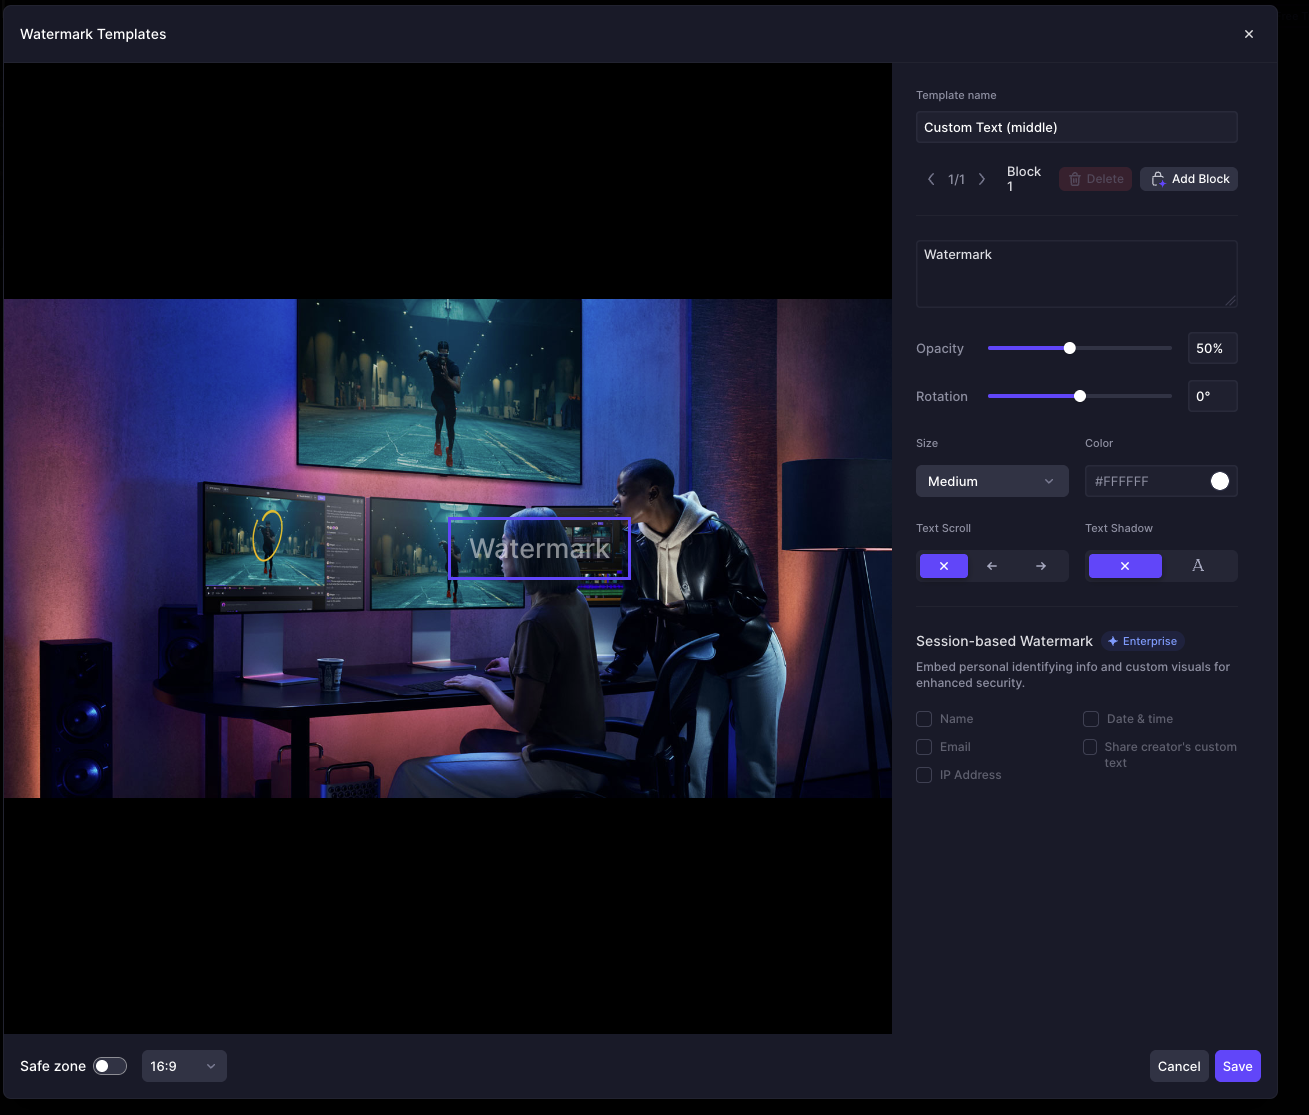 Watermark Templates
Template name
Custom Text (middle)
1/1
Block
1
Delete
Add Block
Watermark
Opacity
50%
Rotation
0°
Size
Color
Medium
#FFFFFF
Text Scroll
Text Shadow
A
Session-based Watermark
Enterprise
Embed personal identifying info and custom visuals for
enhanced security.
Name
Date & time
Email
Share creator's custom
text
IP Address
Watermark
Safe zone
16:9
Cancel
Save